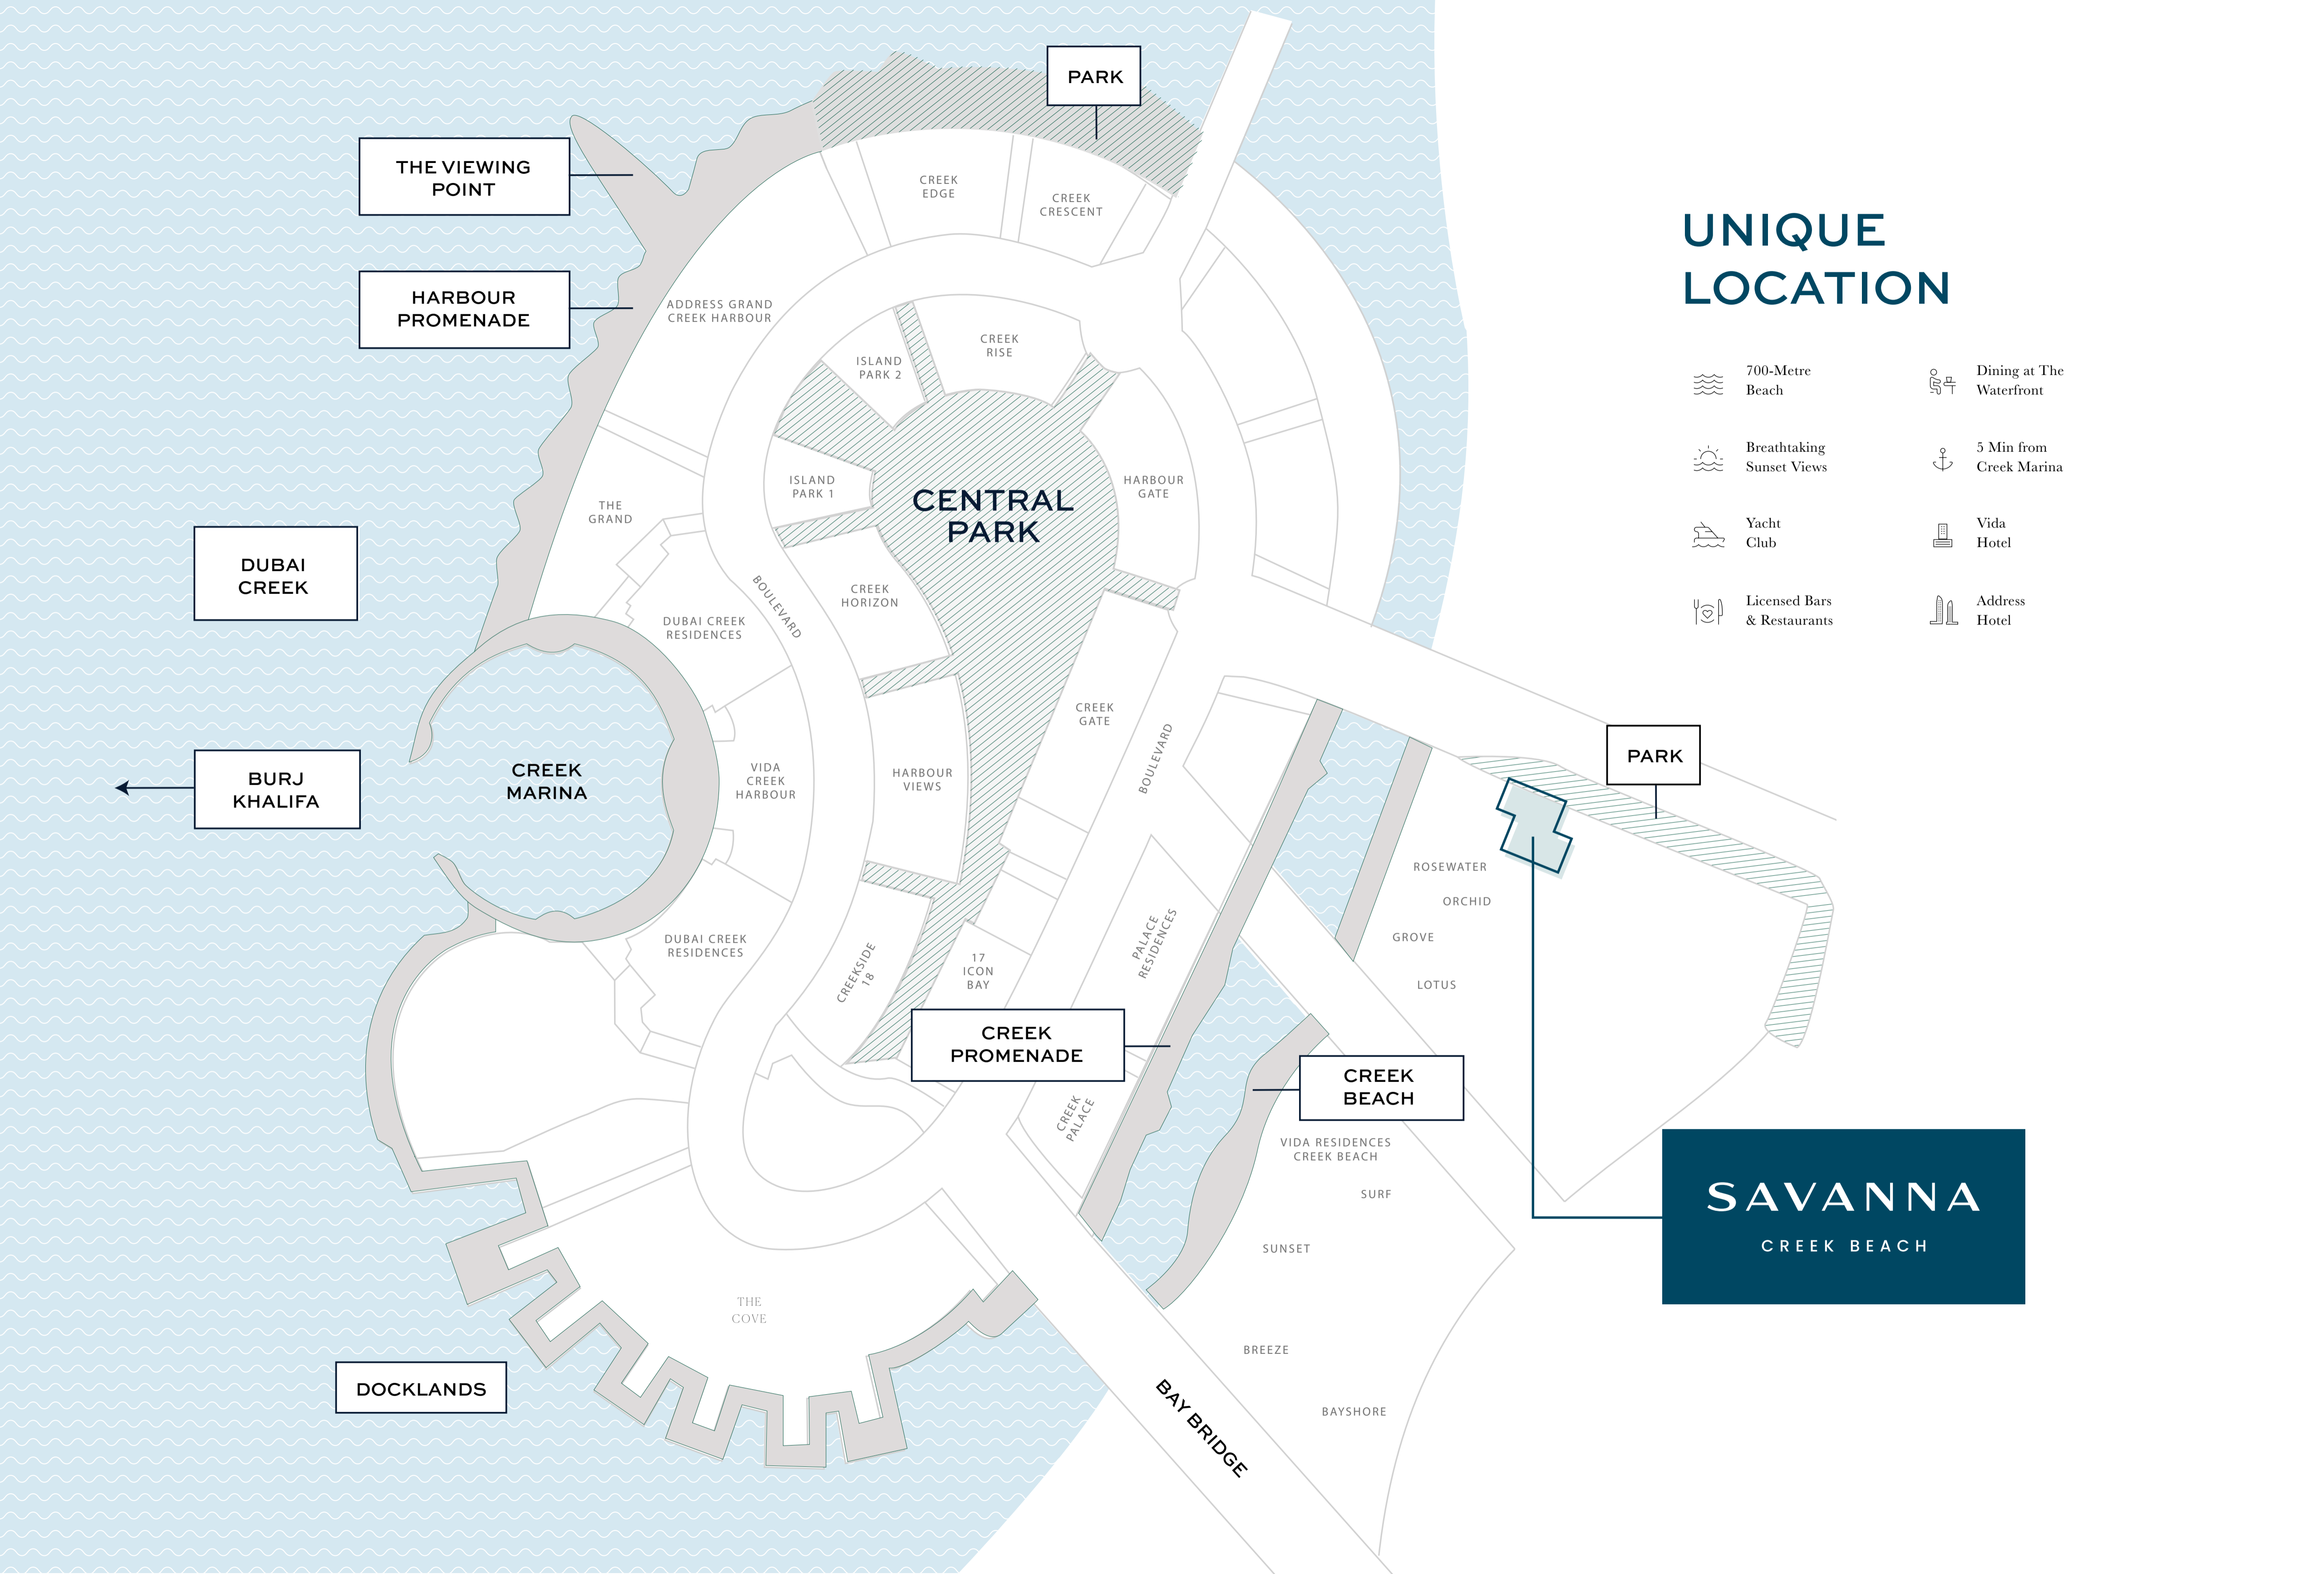 PARK
THE VIEWING
POINT
CREEK
EDGE
CREEK
CRESCENT
HARBOUR
PROMENADE
ADDRESS GRAND
CREEK HARBOUR
ISLAND
PARK 2
CREEK
RISE
ISLAND
PARK 1
HARBOUR
GATE
CENTRAL
PARK
THE
GRAND
DUBAI
CREEK
BOULEVARD
CREEK
HORIZON
DUBAI CREEK
RESIDENCES
CREEK
GATE
BOULEVARD
BURJ
KHALIFA
CREEK
MARINA
VIDA
CREEK
HARBOUR
HARBOUR
VIEWS
DUBAI CREEK
RESIDENCES
CREEKSIDE
18
17
ICON
BAY
PALACE
RESIDENCES
CREEK
PROMENADE
CREEK
PALACE
CREEK
BEACH
VIDA RESIDENCES
CREEK BEACH
SURF
SUNSET
BREEZE
BAYSHORE
BAY BRIDGE
THE
COVE
DOCKLANDS
PARK
ROSEWATER
ORCHID
GROVE
LOTUS
UNIQUE
LOCATION
700-Metre
Beach
Dining at The
Waterfront
Breathtaking
Sunset Views
5 Min from
Creek Marina
Yacht
Club
Vida
Hotel
Licensed Bars
& Restaurants
Address
Hotel
SAVANNA
CREEK BEACH